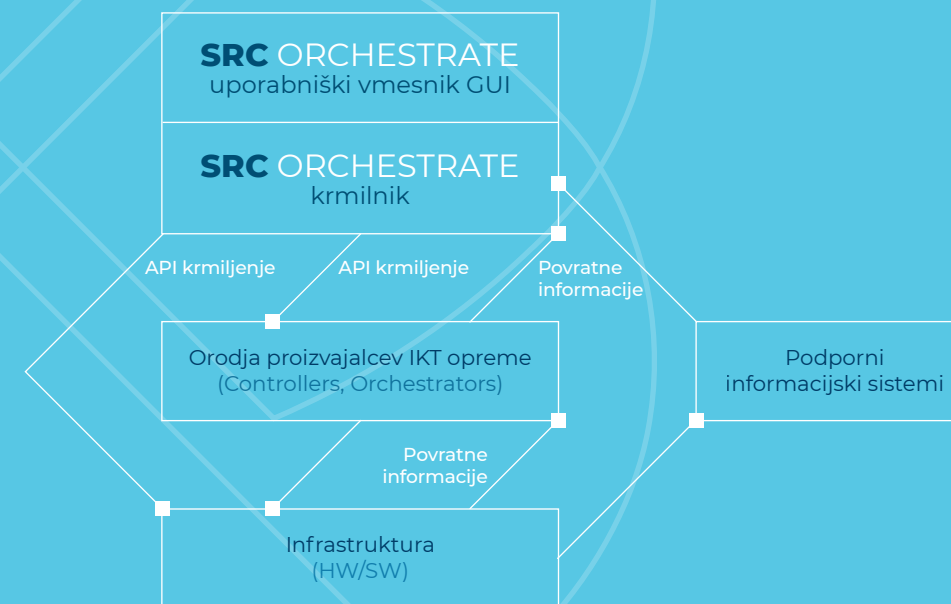 SRC ORCHESTRATE
uporabniški vmesnik GUI
SRC ORCHESTRATE
krmilnik
API krmiljenje
API krmiljenje
Povratne
informacije
Orodja proizvajalcev IKT opreme
(Controllers, Orchestrators)
Podporni
informacijski sistemi
Povratne
informacije
Infrastruktura
(HW/SW)